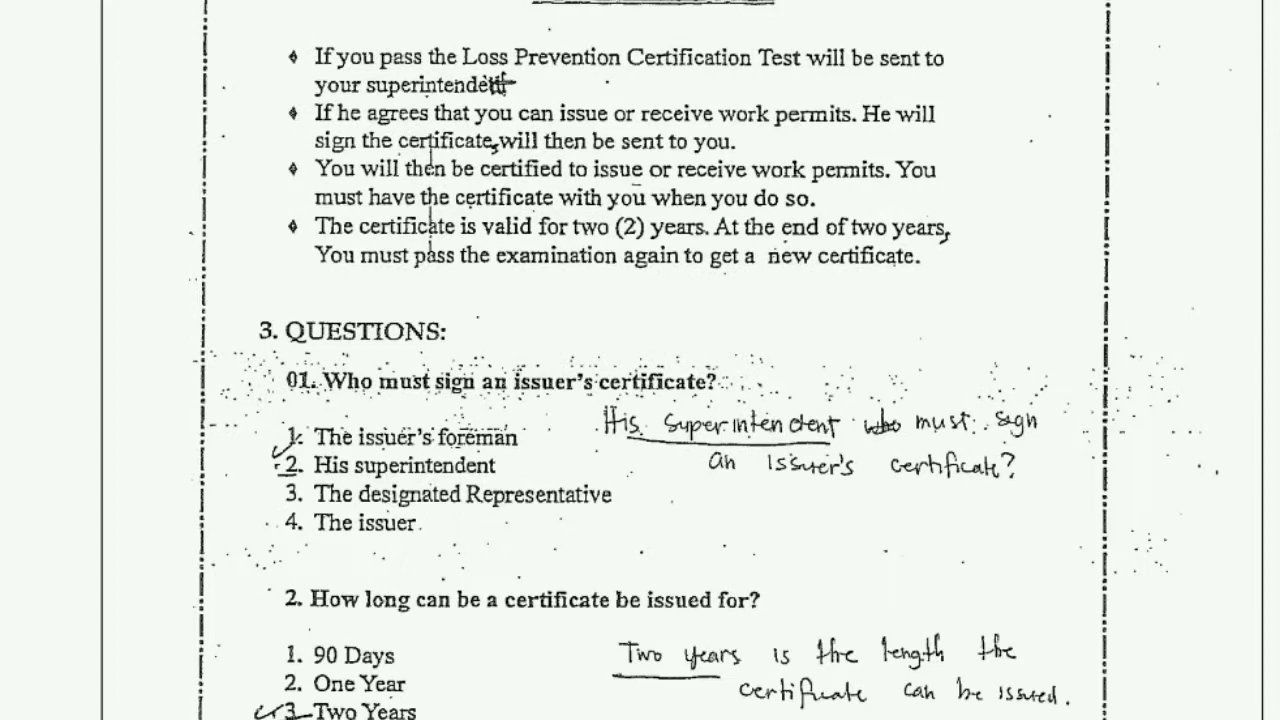 If you pass the Loss Prevention Certification Test will be sent to
your superintendent
If he agrees that you can issue or receive work permits. He will
sign the certificate, will then be sent to you.
You will then be certified to issue or receive work permits. You
must have the certificate with you when you do so.
The certificate is valid for two (2) years. At the end of two years,
You must pass the examination again to get a new certificate.
3. QUESTIONS:
01. Who must sign an issuer's certificate?
1. The issuer's foreman
2. His superintendent
3. The designated Representative
4. The issuer
His superintendent who must sign
an issuer's certificate?
2. How long can be a certificate be issued for?
1. 90 Days
2. One Year
3 Two Years
Two years is the length the
certificate can be issued.